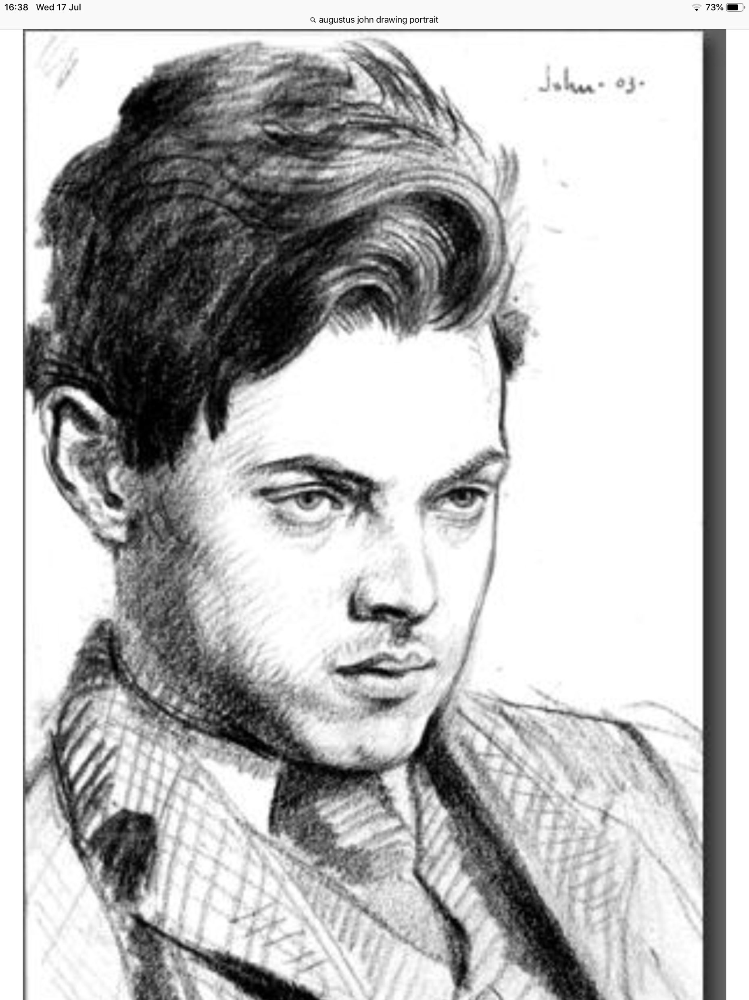 16:38 Wed 17 Jul
73%
augustus john drawing portrait
John - 03 -